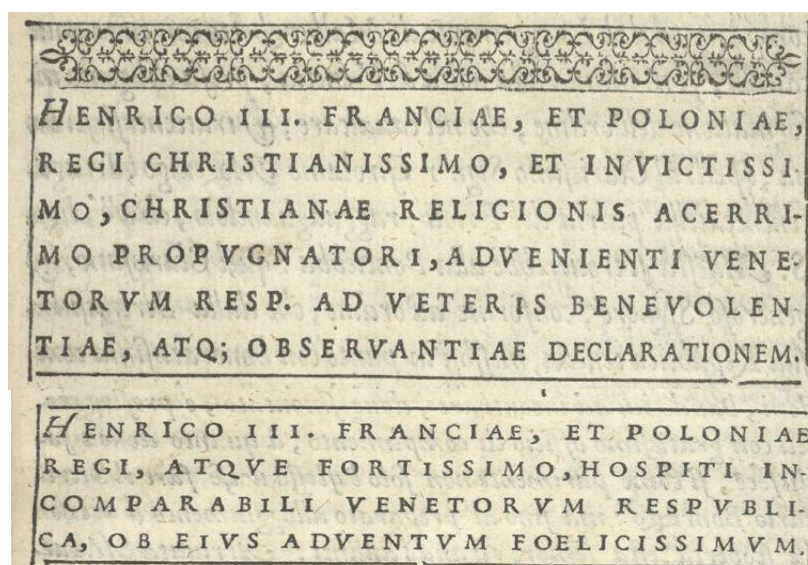 HENRICO III. FRANCIAE, ET POLONIAE,
REGI CHRISTIANISSIMO, ET INVICTISSI-
MO, CHRISTIANAE RELIGIONIS ACERRI-
MO PROPVGNATORI, ADVENIENTI VENE-
TORVM RESP. AD VETERIS BENEVOLEN-
TIAE, ATQ; OBSERVANTIAE DECLARATIONEM.
HENRICO III. FRANCIAE, ET POLONIAE
REGI, ATQVE FORTISSIMO, HOSPITI IN-
COMPARABILI VENETORVM RESPVBLI-
CA, OB EIVS ADVENTVM FOELICISSIMVM.